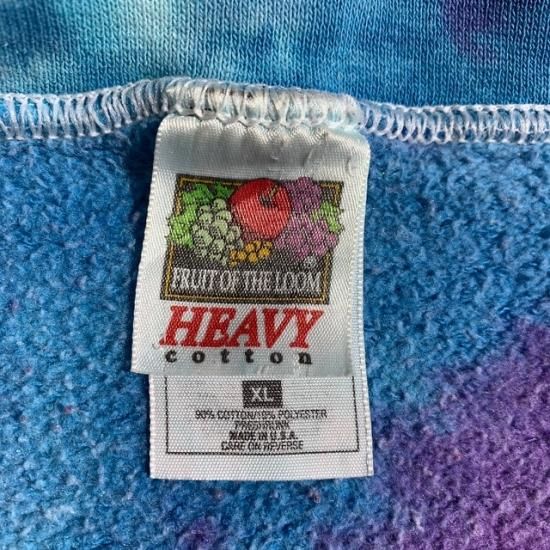 FRUIT OF THE LOOM
HEAVY
cotton
XL
90% COTTON/10% POLYESTER
PRESHRUNK
MADE IN U.S.A.
CARE ON REVERSE